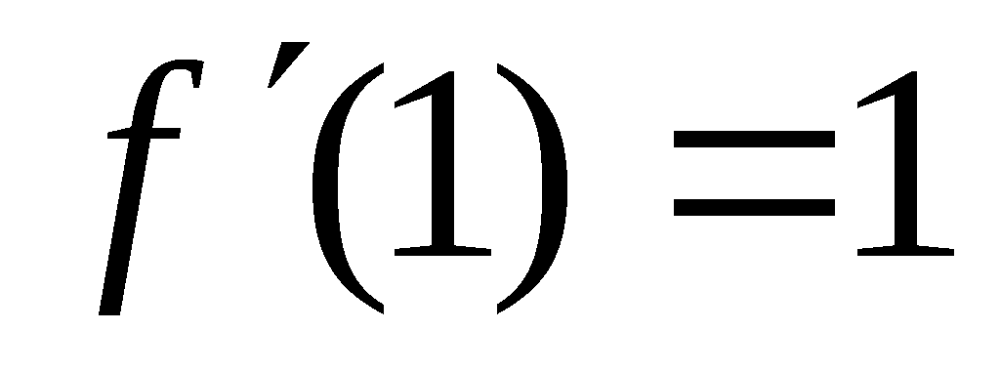 f ′(1) =1